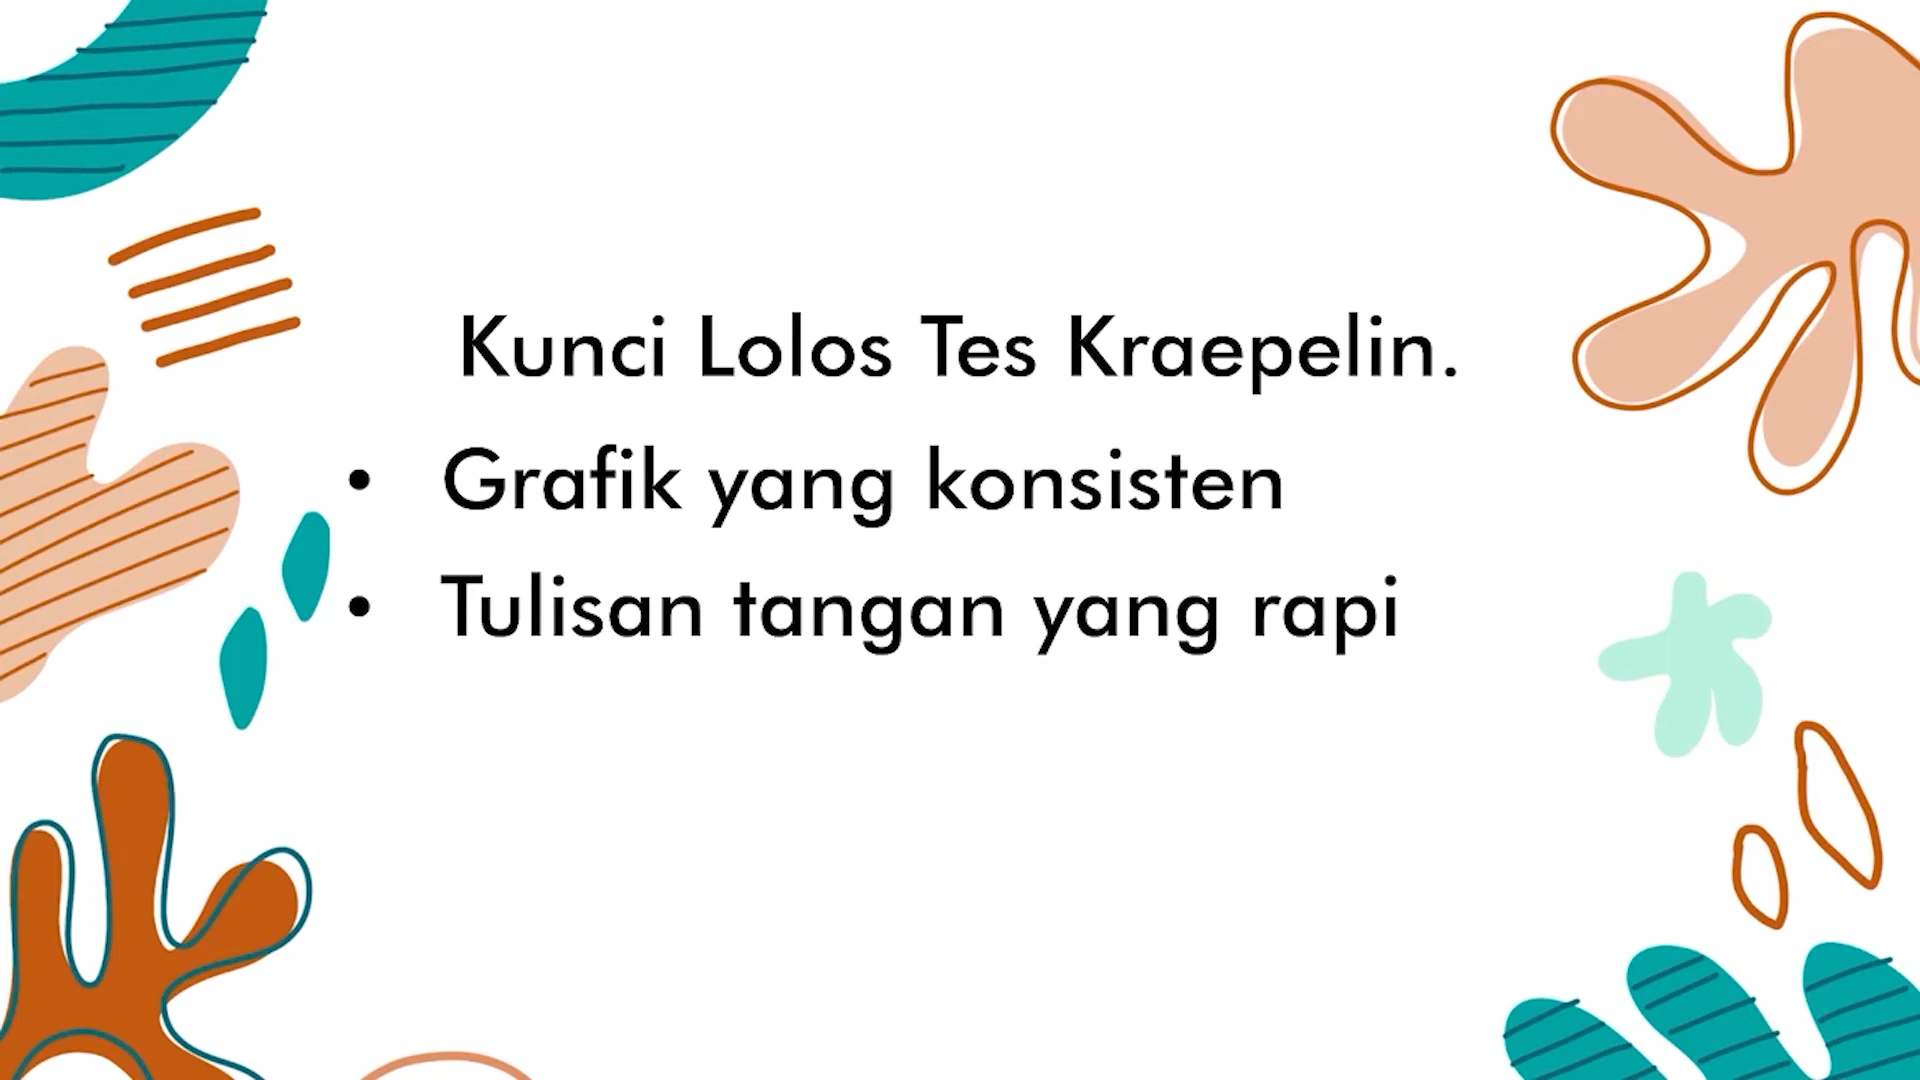 Kunci Lolos Tes Kraepelin.
• Grafik yang konsisten
• Tulisan tangan yang rapi